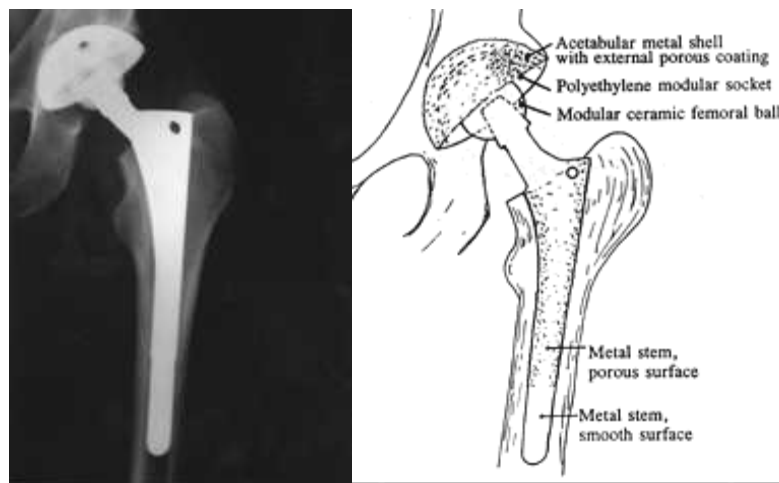 Acetabular metal shell
with external porous coating
Polyethylene modular socket
Modular ceramic femoral ball
Metal stem,
porous surface
Metal stem,
smooth surface